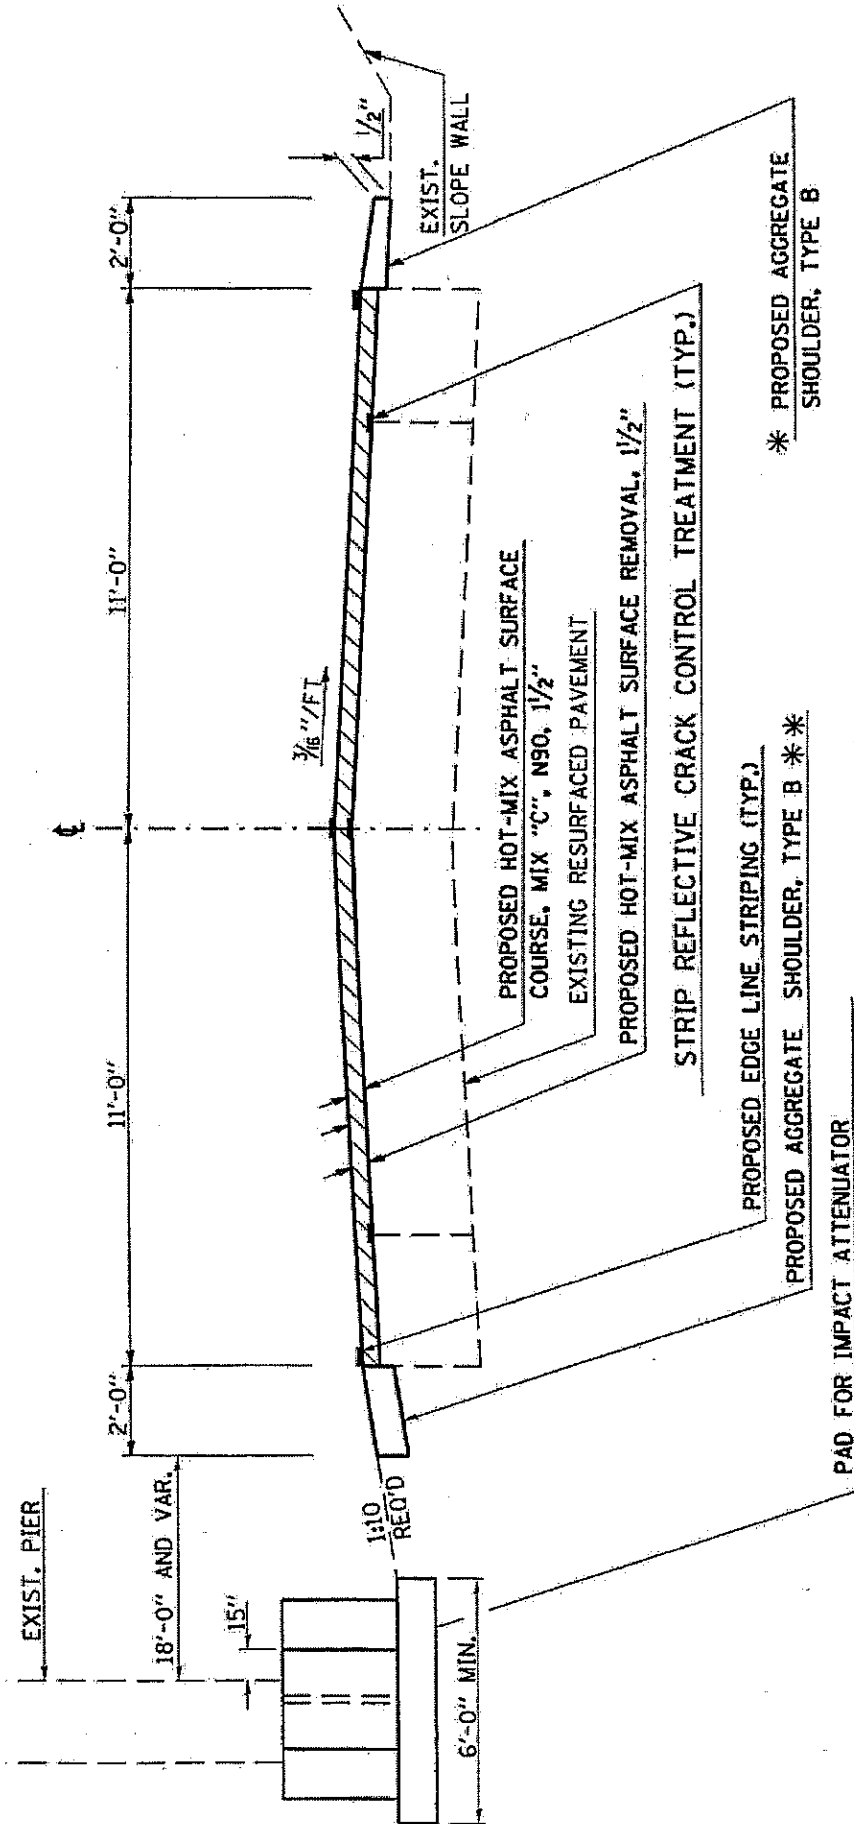 EXIST. PIER
18'-0" AND VAR.
15"
2'-0"
11'-0"
℄
11'-0"
2'-0"
3/16"/FT
1/2"
EXIST.
SLOPE WALL
1:10
REQ'D
6'-0" MIN.
PROPOSED HOT-MIX ASPHALT SURFACE
COURSE, MIX "C", N90, 1 1/2"
EXISTING RESURFACED PAVEMENT
PROPOSED HOT-MIX ASPHALT SURFACE REMOVAL, 1 1/2"
STRIP REFLECTIVE CRACK CONTROL TREATMENT (TYP.)
PROPOSED EDGE LINE STRIPING (TYP.)
PROPOSED AGGREGATE SHOULDER, TYPE B **
PAD FOR IMPACT ATTENUATOR
* PROPOSED AGGREGATE
SHOULDER, TYPE B